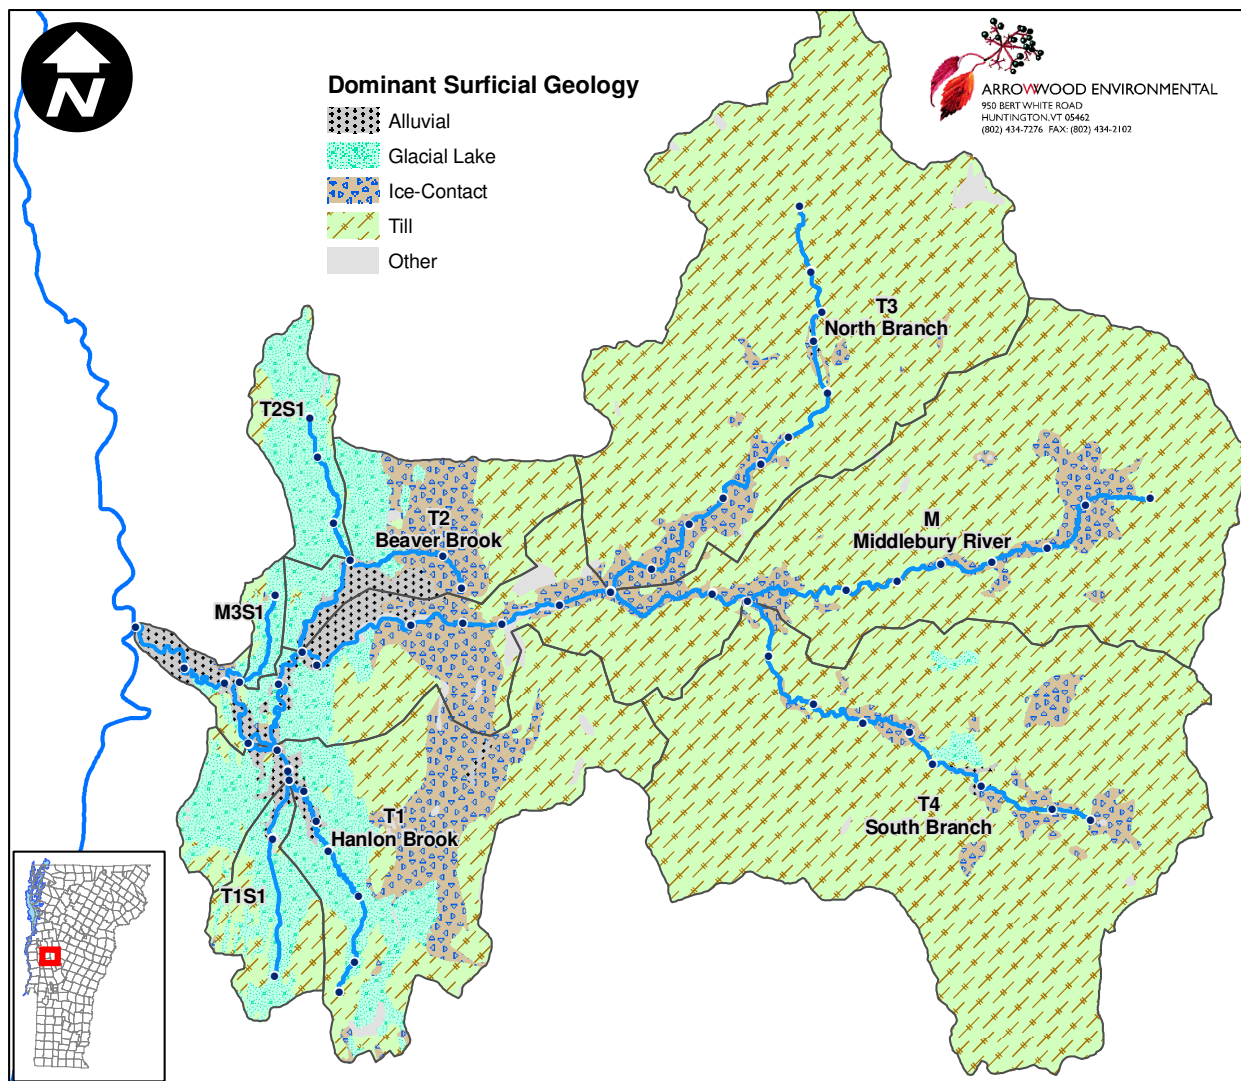 N
Dominant Surficial Geology
Alluvial
Glacial Lake
Ice-Contact
Till
Other
ARROWWOOD ENVIRONMENTAL
950 BERT WHITE ROAD
HUNTINGTON,VT 05462
(802) 434-7276 FAX: (802) 434-2102
T3
North Branch
T2S1
T2
Beaver Brook
M
Middlebury River
M3S1
T1
Hanlon Brook
T4
South Branch
T1S1